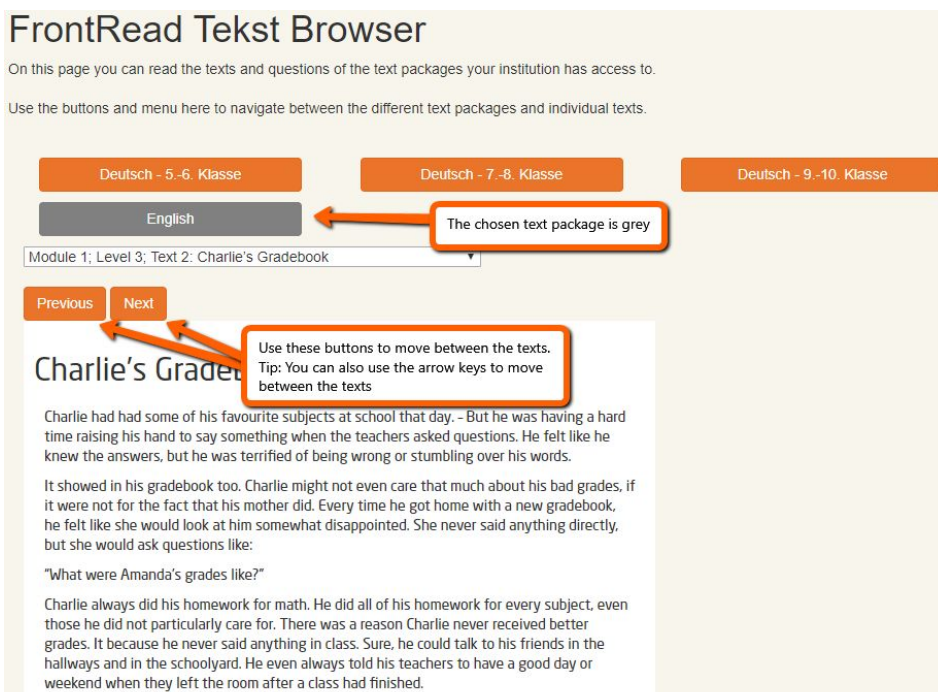 FrontRead Tekst Browser
On this page you can read the texts and questions of the text packages your institution has access to.
Use the buttons and menu here to navigate between the different text packages and individual texts.
Deutsch - 5.-6. Klasse
Deutsch - 7.-8. Klasse
Deutsch - 9.-10. Klasse
English
The chosen text package is grey
Module 1; Level 3; Text 2: Charlie's Gradebook
Previous
Next
Use these buttons to move between the texts.
Tip: You can also use the arrow keys to move
between the texts
Charlie's Grade
Charlie had had some of his favourite subjects at school that day. - But he was having a hard
time raising his hand to say something when the teachers asked questions. He felt like he
knew the answers, but he was terrified of being wrong or stumbling over his words.
It showed in his gradebook too. Charlie might not even care that much about his bad grades, if
it were not for the fact that his mother did. Every time he got home with a new gradebook,
he felt like she would look at him somewhat disappointed. She never said anything directly,
but she would ask questions like:
"What were Amanda's grades like?"
Charlie always did his homework for math. He did all of his homework for every subject, even
those he did not particularly care for. There was a reason Charlie never received better
grades. It because he never said anything in class. Sure, he could talk to his friends in the
hallways and in the schoolyard. He even always told his teachers to have a good day or
weekend when they left the room after a class had finished.